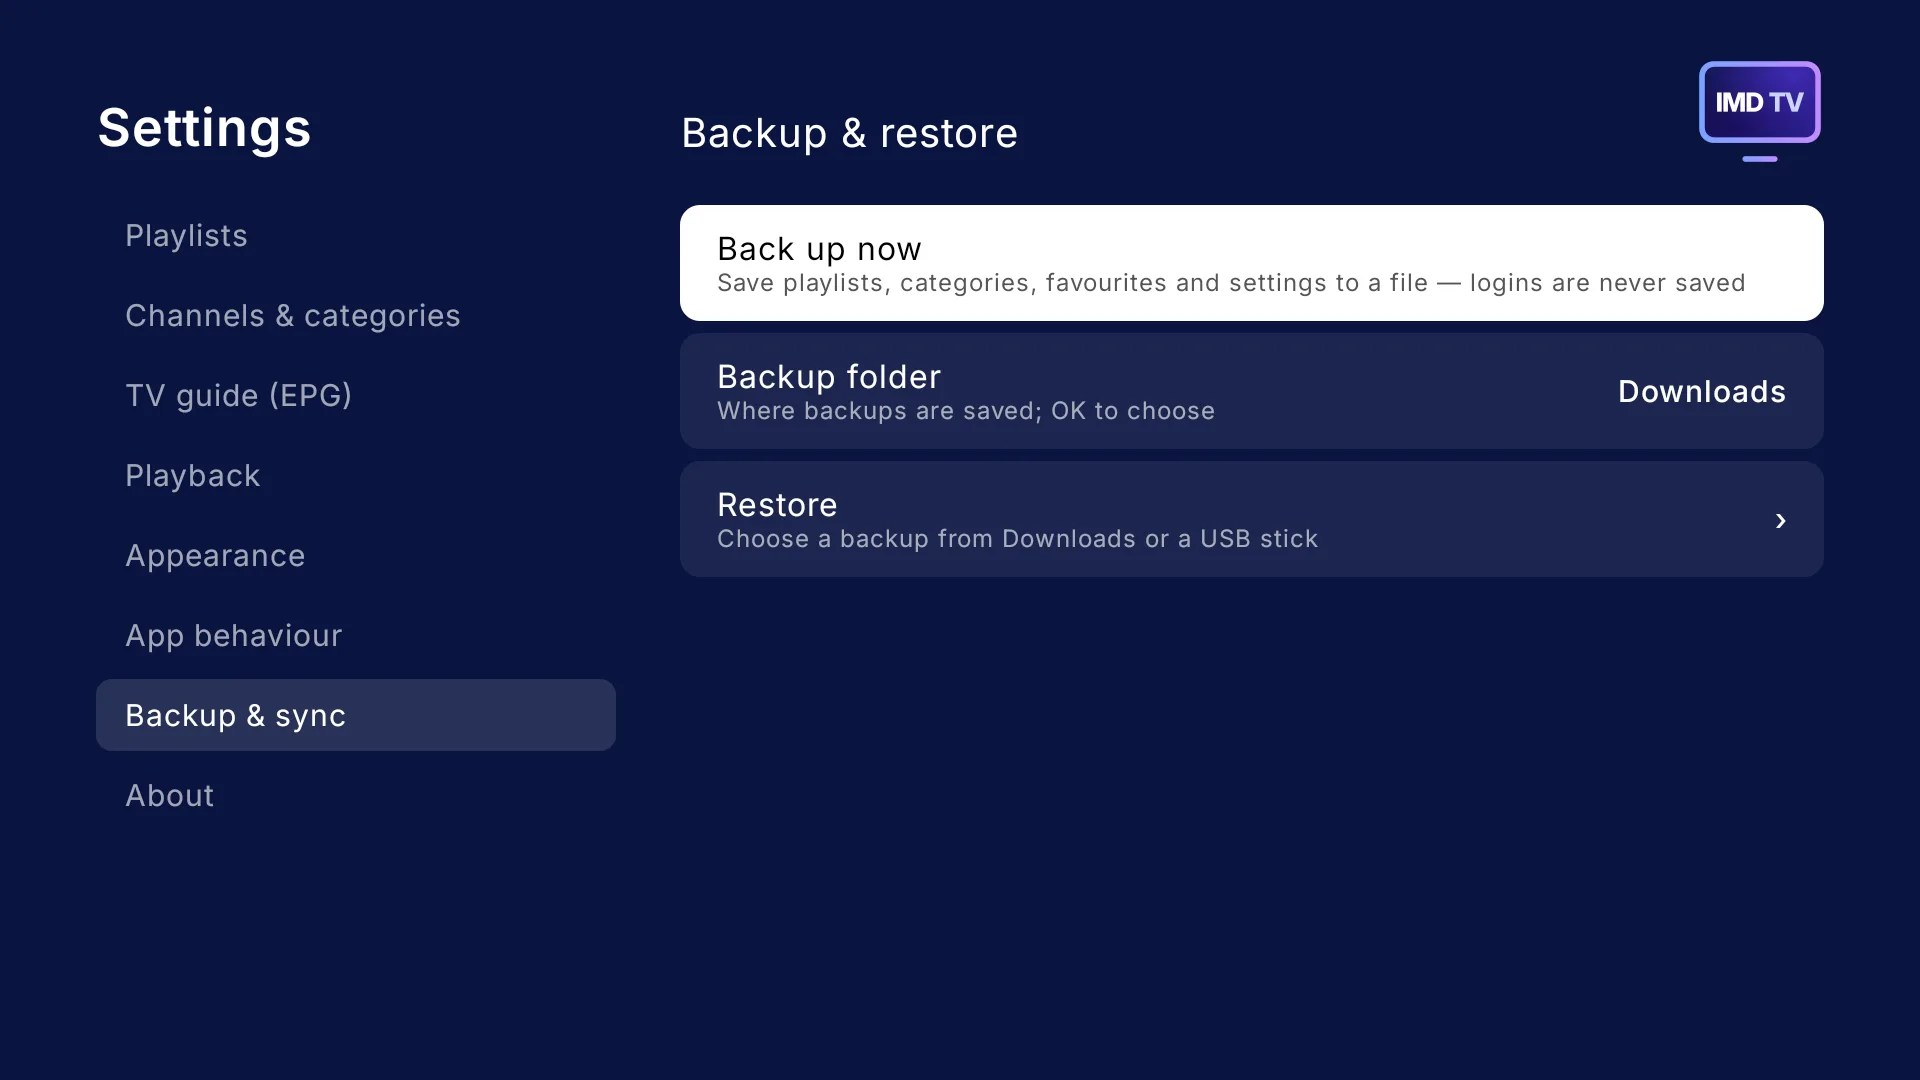 Settings
Playlists
Channels & categories
TV guide (EPG)
Playback
Appearance
App behaviour
Backup & sync
About
Backup & restore
IMD TV
Back up now
Save playlists, categories, favourites and settings to a file — logins are never saved
Backup folder
Where backups are saved; OK to choose
Downloads
Restore
Choose a backup from Downloads or a USB stick
›